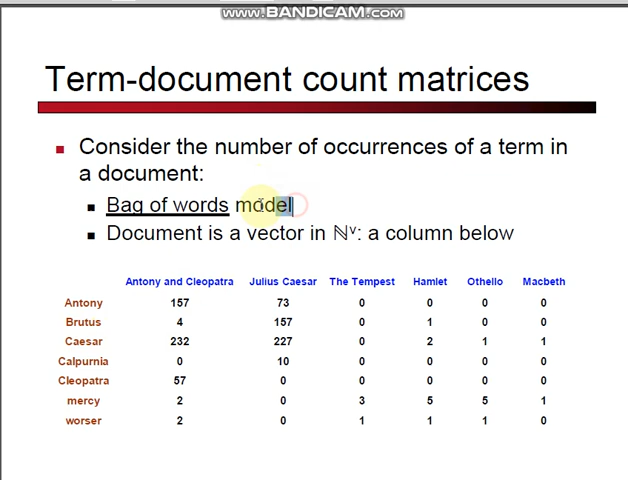 www.BANDICAM.com
Term-document count matrices
Consider the number of occurrences of a term in
a document:
Bag of words model
Document is a vector in ℕᵛ: a column below
Antony and Cleopatra Julius Caesar The Tempest Hamlet Othello Macbeth
Antony 157 73 0 0 0 0
Brutus 4 157 0 1 0 0
Caesar 232 227 0 2 1 1
Calpurnia 0 10 0 0 0 0
Cleopatra 57 0 0 0 0 0
mercy 2 0 3 5 5 1
worser 2 0 1 1 1 0